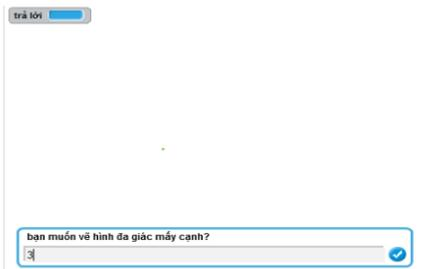 trả lời
bạn muốn vẽ hình đa giác mấy cạnh?
3